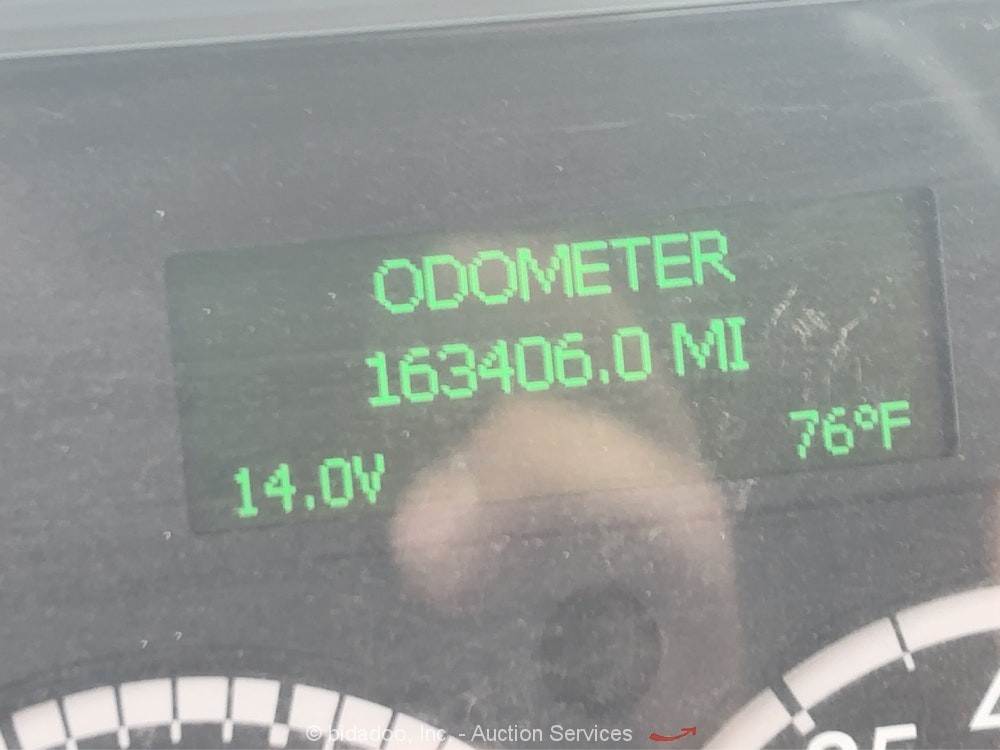 ODOMETER
163406.0 MI
14.0V 76°F
© bidadoo, Inc. - Auction Services